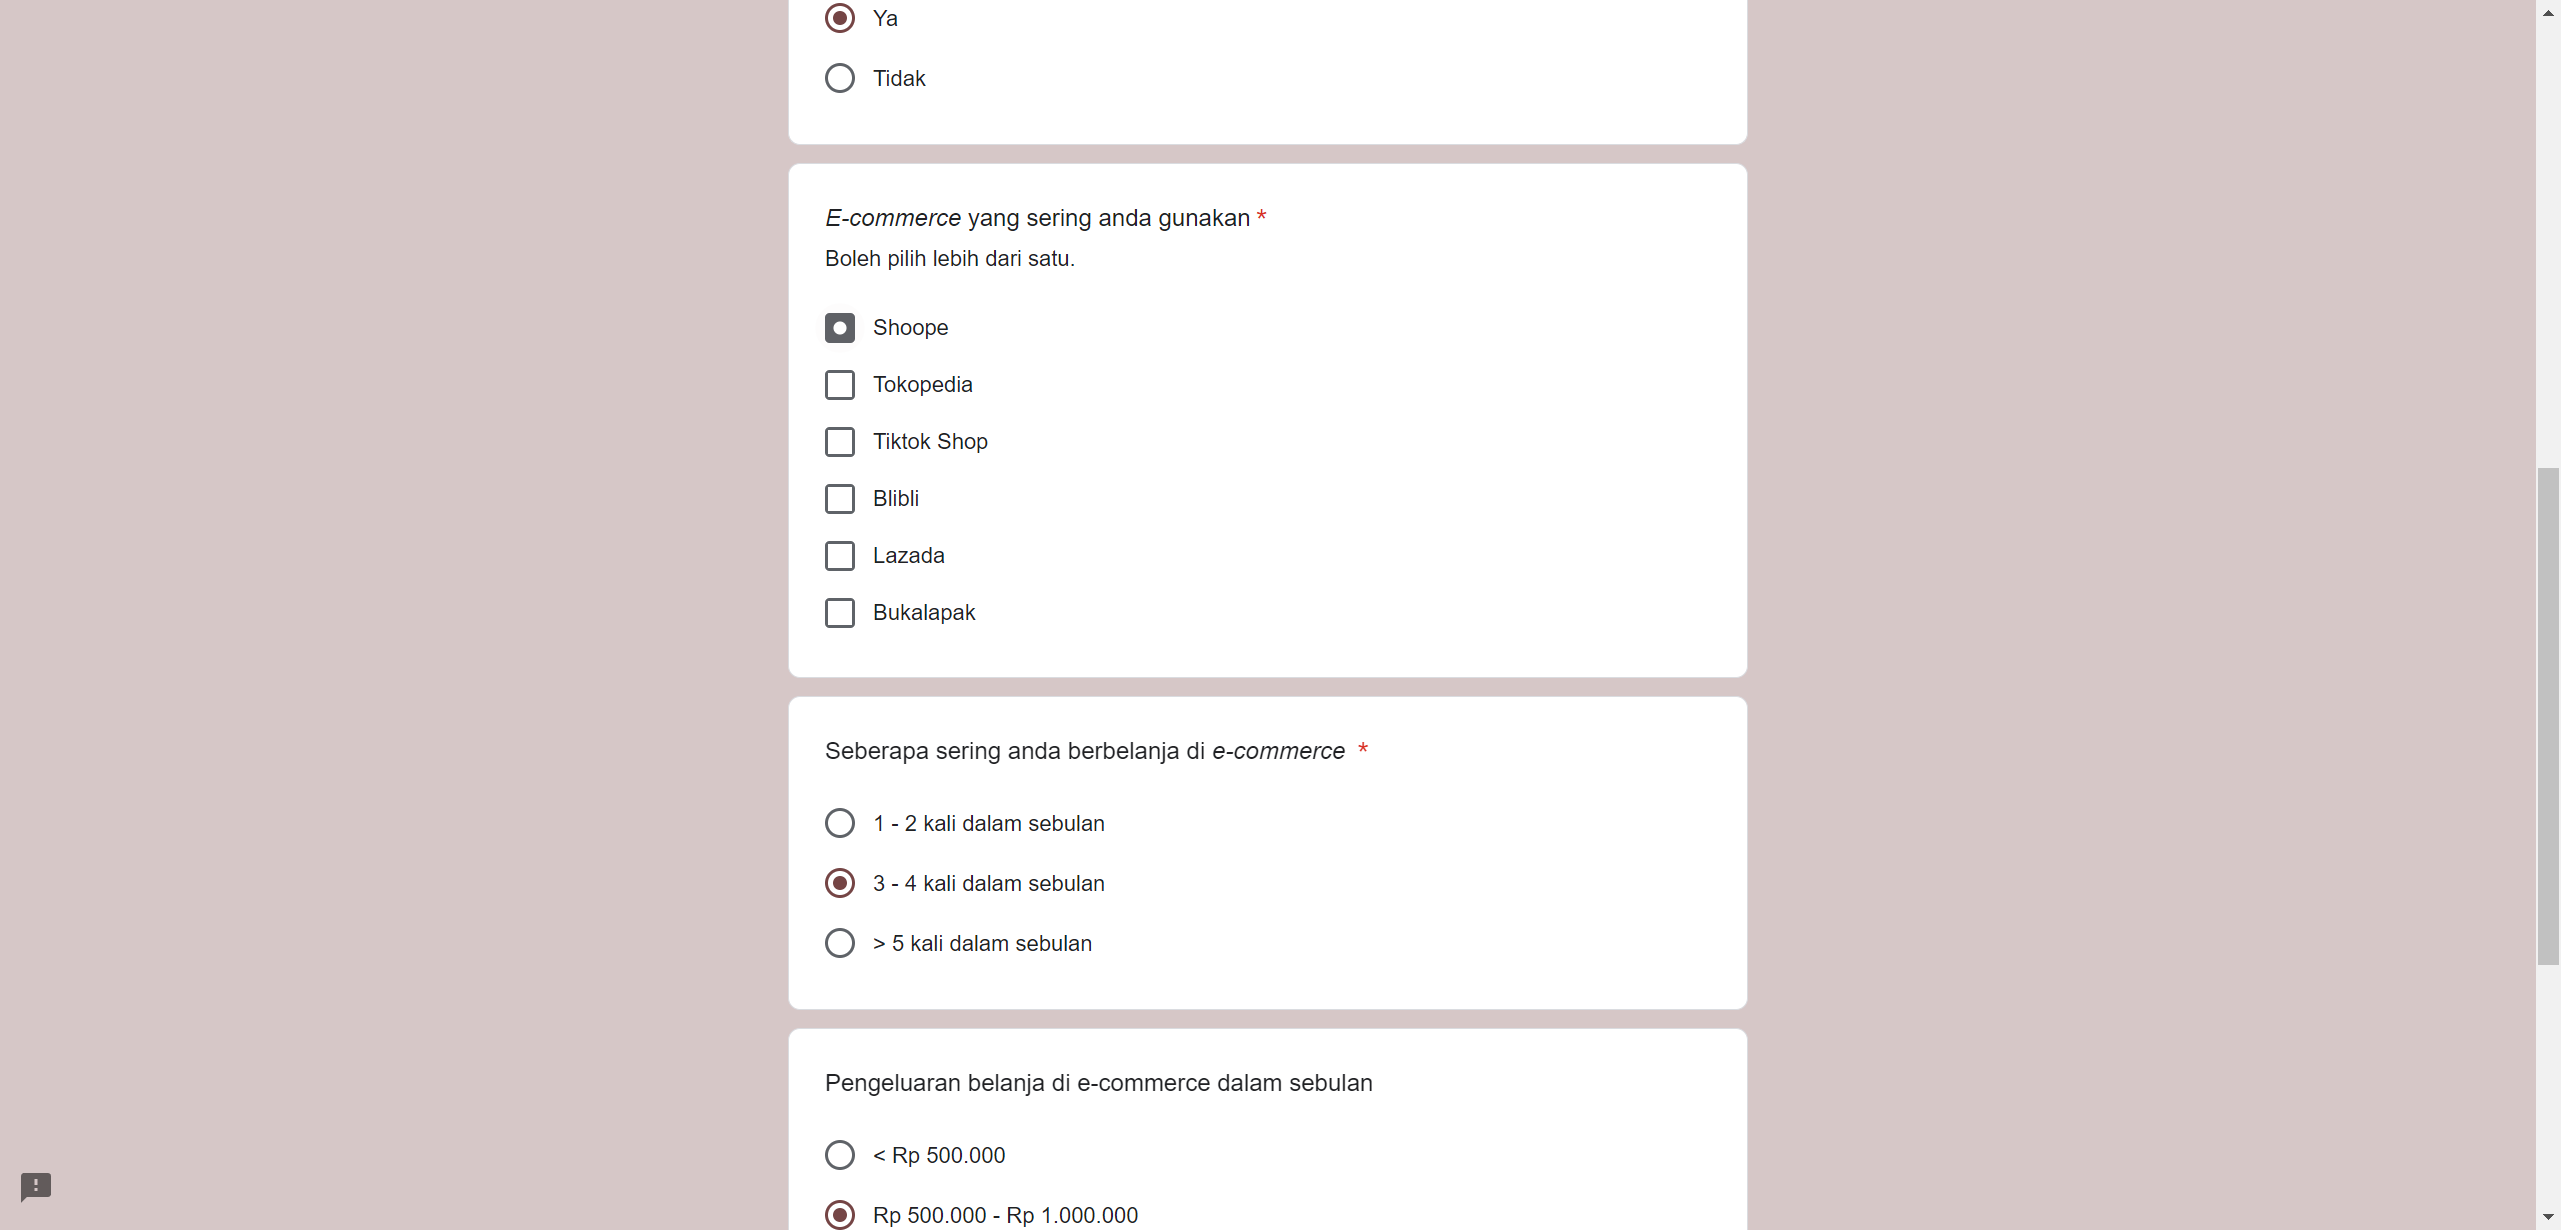 Ya
Tidak
E-commerce yang sering anda gunakan *
Boleh pilih lebih dari satu.
Shoope
Tokopedia
Tiktok Shop
Blibli
Lazada
Bukalapak
Seberapa sering anda berbelanja di e-commerce *
1 - 2 kali dalam sebulan
3 - 4 kali dalam sebulan
> 5 kali dalam sebulan
Pengeluaran belanja di e-commerce dalam sebulan
< Rp 500.000
Rp 500.000 - Rp 1.000.000